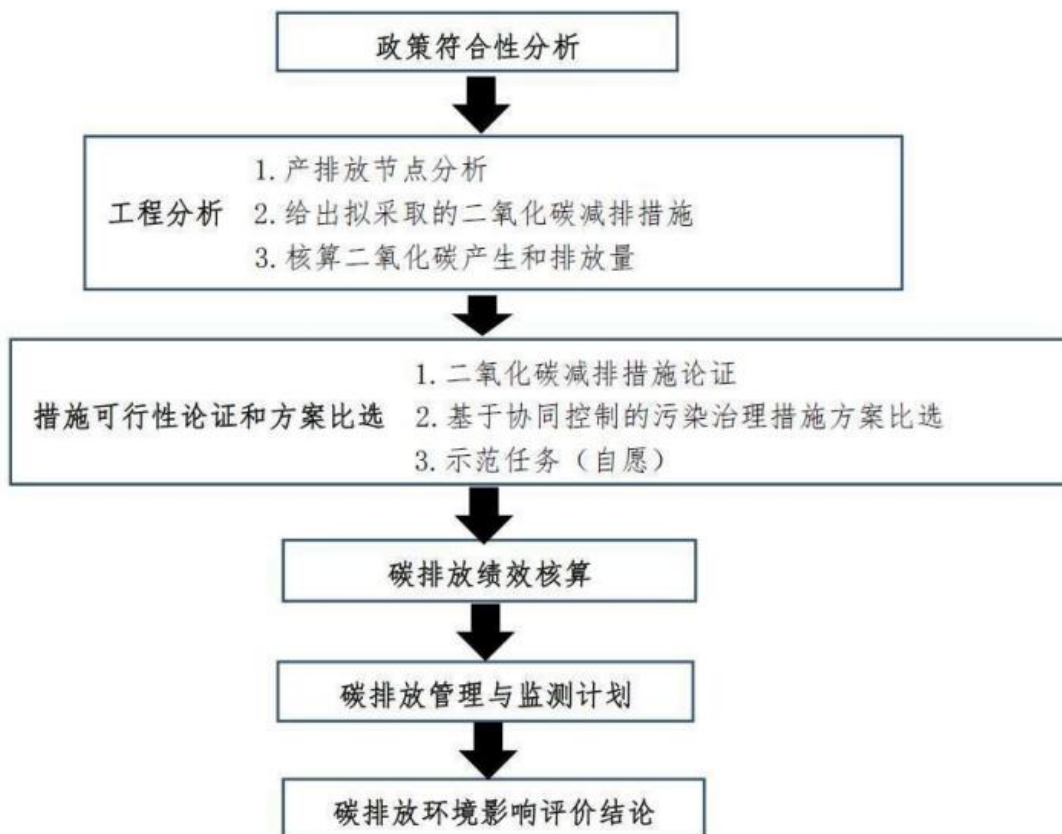 政策符合性分析
1.产排放节点分析
工程分析 2.给出拟采取的二氧化碳减排措施
3.核算二氧化碳产生和排放量
1.二氧化碳减排措施论证
措施可行性论证和方案比选 2.基于协同控制的污染治理措施方案比选
3.示范任务（自愿）
碳排放绩效核算
碳排放管理与监测计划
碳排放环境影响评价结论